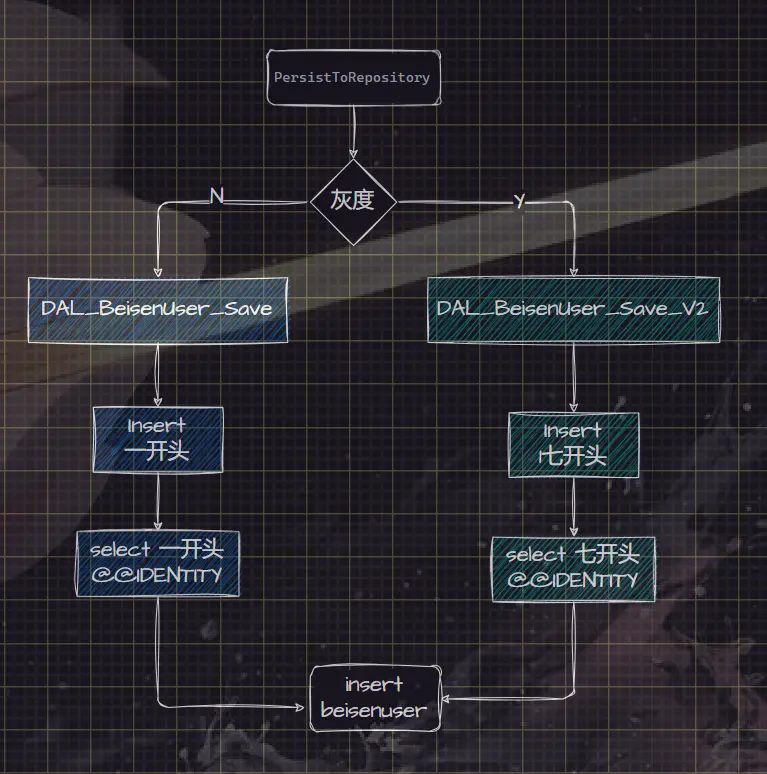 PersistToRepository
灰度
N
Y
DAL_BeisenUser_Save
DAL_BeisenUser_Save_V2
Insert
一开头
Insert
七开头
select 一开头
@@IDENTITY
select 七开头
@@IDENTITY
insert
beisenuser